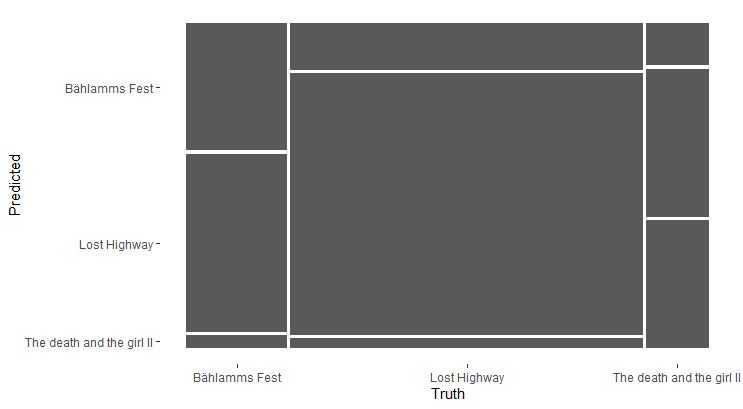 Predicted
Bählamms Fest
Lost Highway
The death and the girl II
Bählamms Fest
Lost Highway
The death and the girl II
Truth